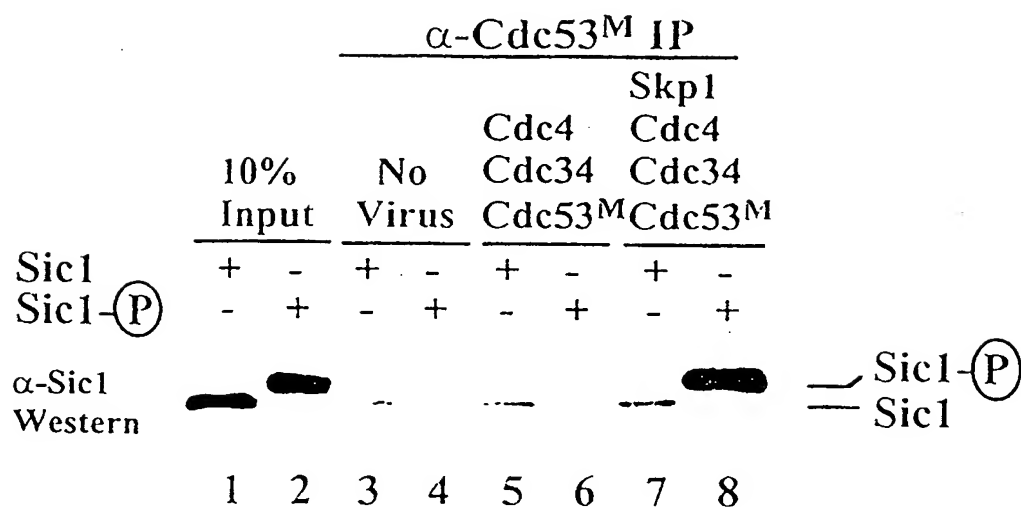 α-Cdc53ᴹ IP
Skp1
Cdc4 Cdc4
10% No Cdc34 Cdc34
Input Virus Cdc53ᴹ Cdc53ᴹ
Sic1 + - + - + - + -
Sic1-Ⓟ - + - + - + - +
α-Sic1
Western
Sic1-Ⓟ
Sic1
1 2 3 4 5 6 7 8